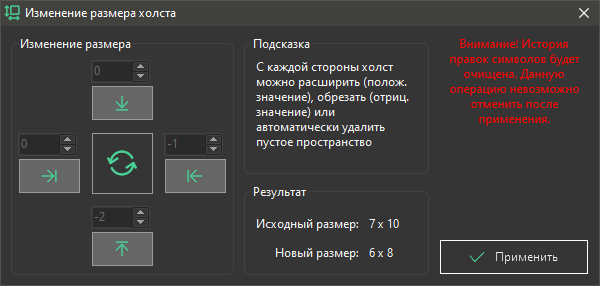 Изменение размера холста
Изменение размера
0
0
-1
-2
Подсказка
С каждой стороны холст
можно расширить (полож.
значение), обрезать (отриц.
значение) или
автоматически удалить
пустое пространство
Результат
Исходный размер: 7 x 10
Новый размер: 6 x 8
Внимание! История
правок символов будет
очищена. Данную
операцию невозможно
отменить после
применения.
Применить